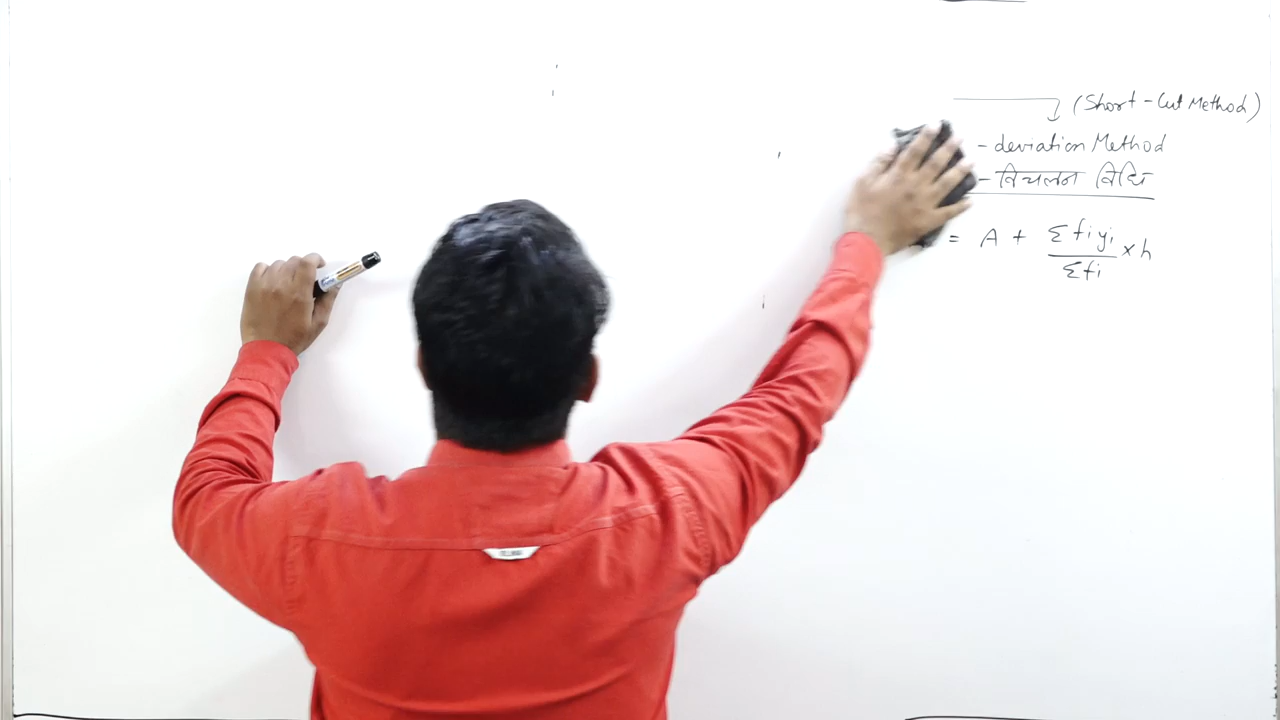 (Short-Cut Method)
- deviation Method
- विचलन विधि
= A + Σfiyi/Σfi × h